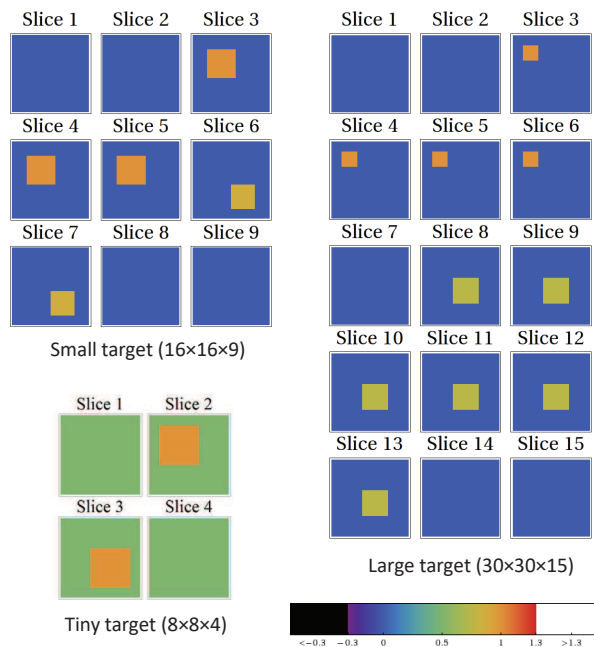 Slice 1 Slice 2 Slice 3
Slice 4 Slice 5 Slice 6
Slice 7 Slice 8 Slice 9
Small target (16×16×9)
Slice 1 Slice 2
Slice 3 Slice 4
Tiny target (8×8×4)
Slice 1 Slice 2 Slice 3
Slice 4 Slice 5 Slice 6
Slice 7 Slice 8 Slice 9
Slice 10 Slice 11 Slice 12
Slice 13 Slice 14 Slice 15
Large target (30×30×15)
<−0.3 −0.3 0 0.5 1 1.3 >1.3